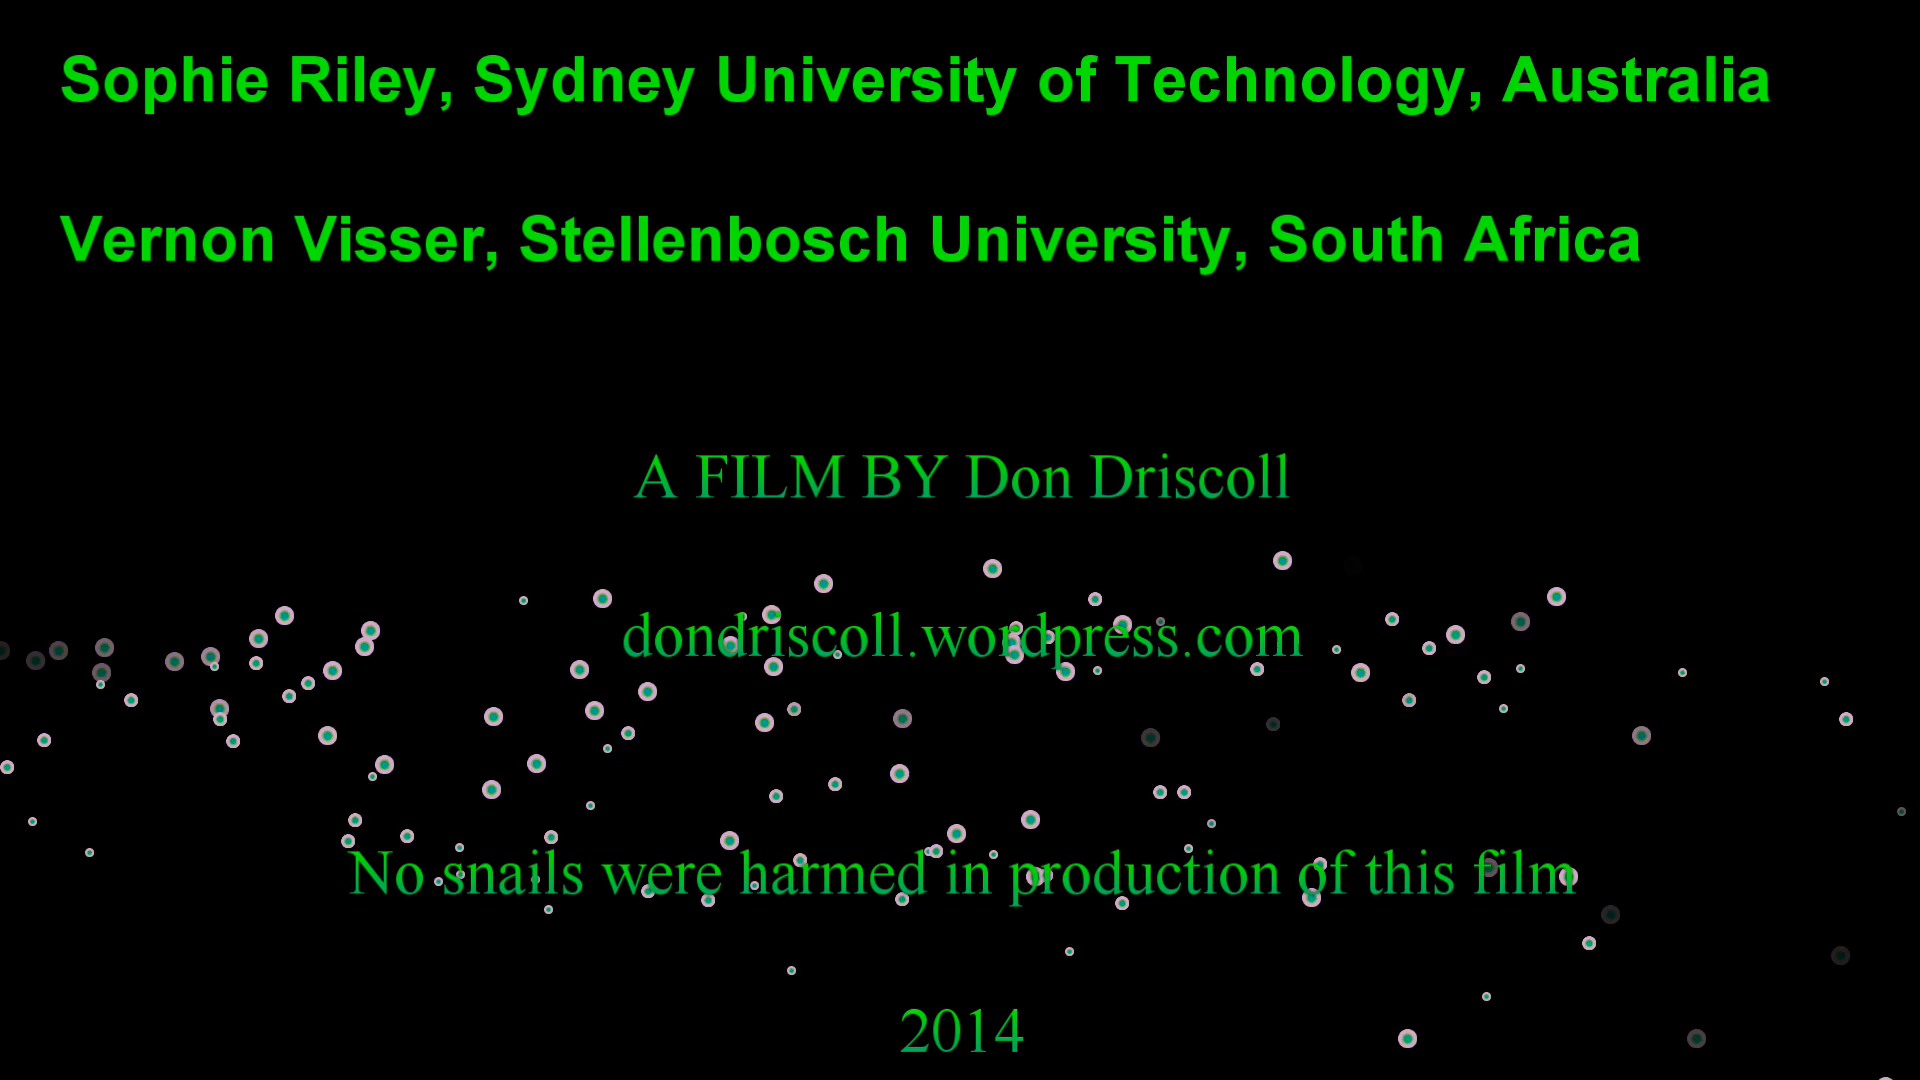 Sophie Riley, Sydney University of Technology, Australia
Vernon Visser, Stellenbosch University, South Africa
A FILM BY Don Driscoll
dondriscoll.wordpress.com
No snails were harmed in production of this film
2014